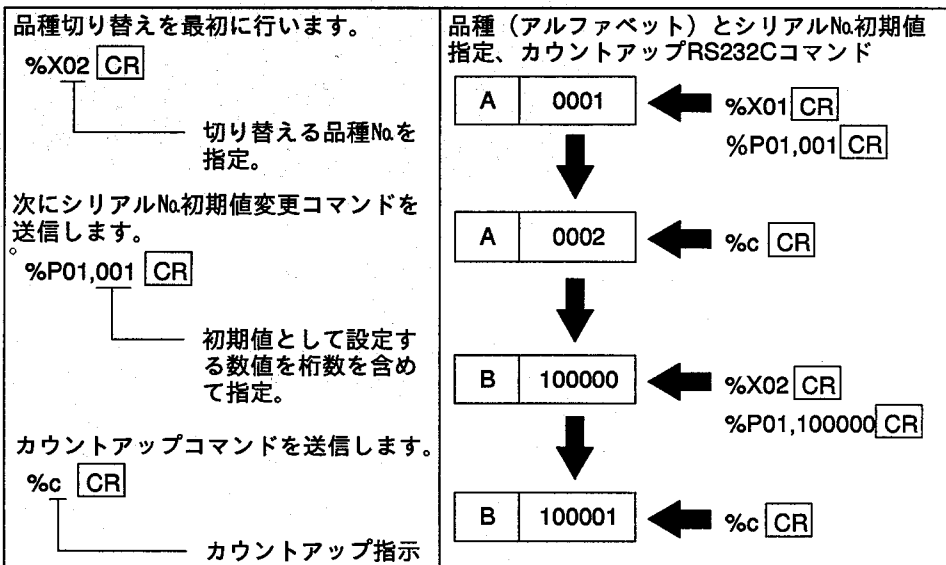 品種切り替えを最初に行います。
%X02 CR
切り替える品種№を
指定。
次にシリアル№初期値変更コマンドを
送信します。
%P01,001 CR
初期値として設定す
る数値を桁数を含め
て指定。
カウントアップコマンドを送信します。
%c CR
カウントアップ指示
品種（アルファベット）とシリアル№初期値
指定、カウントアップRS232Cコマンド
A 0001 %X01 CR
%P01,001 CR
A 0002 %c CR
B 100000 %X02 CR
%P01,100000 CR
B 100001 %c CR